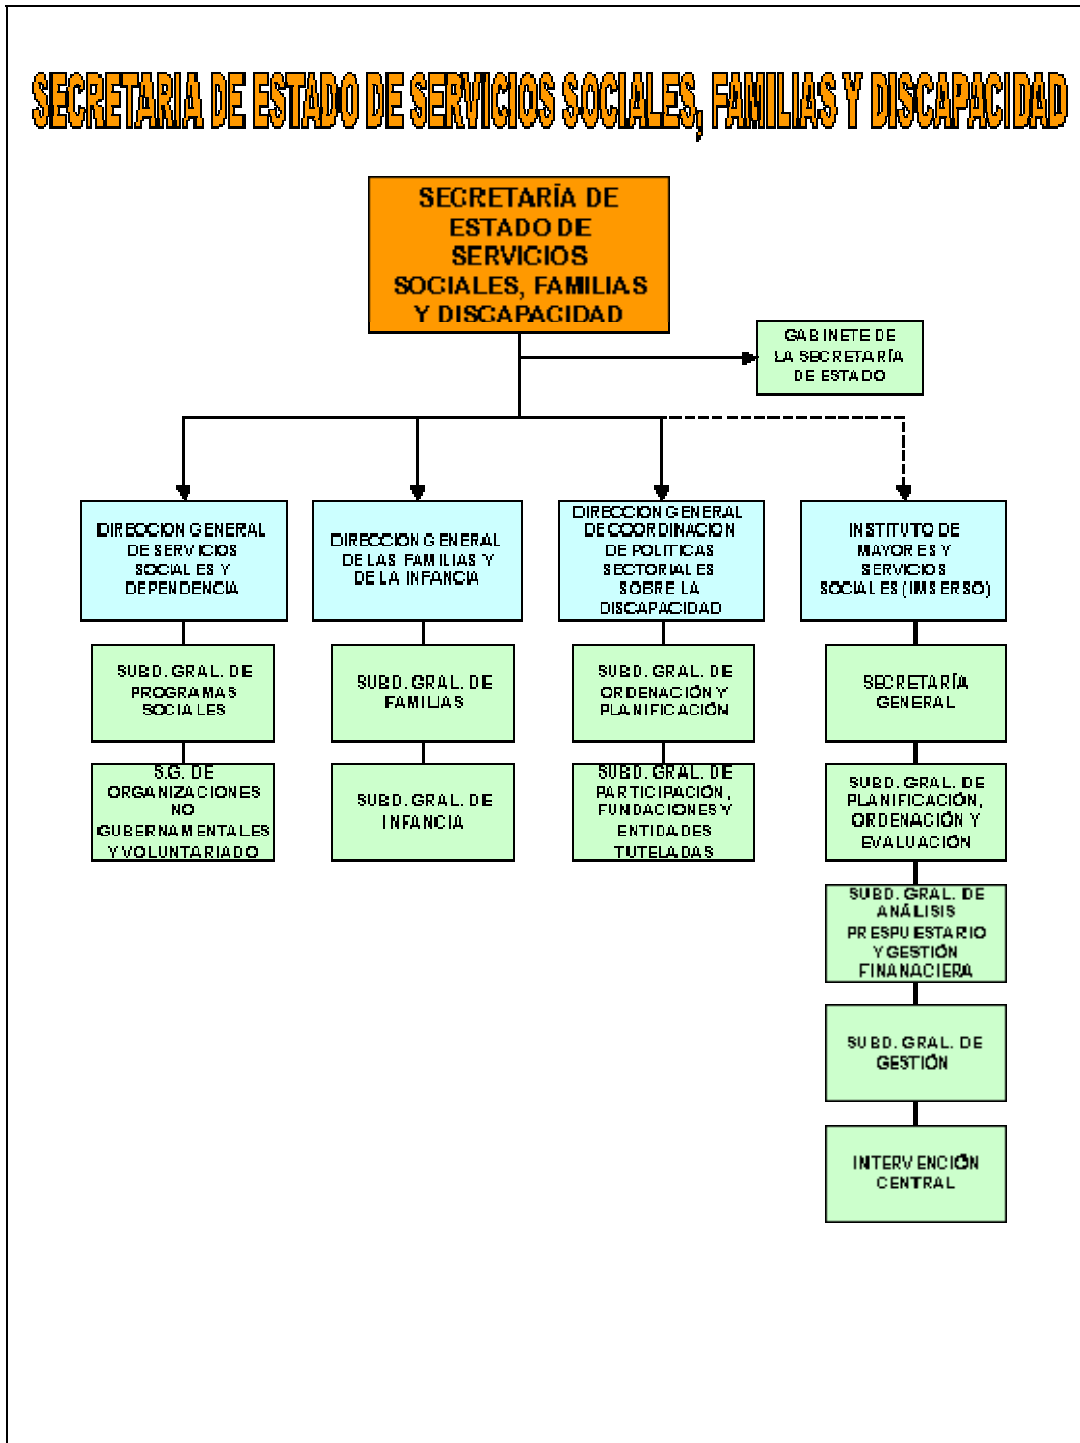 SECRETARIA DE ESTADO DE SERVICIOS SOCIALES, FAMILIAS Y DISCAPACIDAD
SECRETARÍA DE
ESTADO DE
SERVICIOS
SOCIALES, FAMILIAS
Y DISCAPACIDAD
GABINETE DE
LA SECRETARÍA
DE ESTADO
DIRECCION GENERAL
DE SERVICIOS
SOCIALES Y
DEPENDENCIA
DIRECCION GENERAL
DE LAS FAMILIAS Y
DE LA INFANCIA
DIRECCION GENERAL
DE COORDINACION
DE POLITICAS
SECTORIALES
SOBRE LA
DISCAPACIDAD
INSTITUTO DE
MAYORES Y
SERVICIOS
SOCIALES (IMSERSO)
SUBD. GRAL. DE
PROGRAMAS
SOCIALES
SUBD. GRAL. DE
FAMILIAS
SUBD. GRAL. DE
ORDENACIÓN Y
PLANIFICACIÓN
SECRETARÍA
GENERAL
S.G. DE
ORGANIZACIONES
NO
GUBERNAMENTALES
Y VOLUNTARIADO
SUBD. GRAL. DE
INFANCIA
SUBD. GRAL. DE
PARTICIPACIÓN,
FUNDACIONES Y
ENTIDADES
TUTELADAS
SUBD. GRAL. DE
PLANIFICACIÓN,
ORDENACIÓN Y
EVALUACIÓN
SUBD. GRAL. DE
ANÁLISIS
PRESPUESTARIO
Y GESTIÓN
FINANACIERA
SUBD. GRAL. DE
GESTIÓN
INTERVENCIÓN
CENTRAL